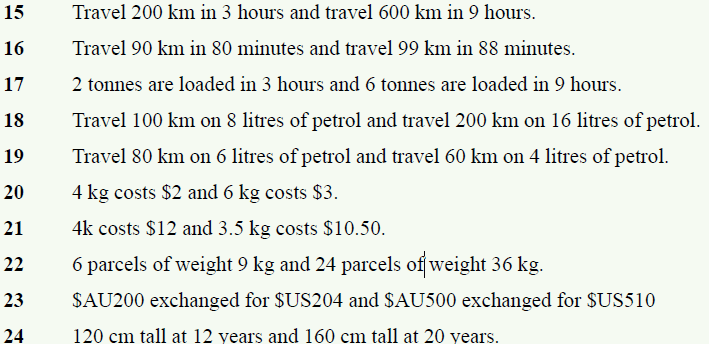 15 Travel 200 km in 3 hours and travel 600 km in 9 hours.
16 Travel 90 km in 80 minutes and travel 99 km in 88 minutes.
17 2 tonnes are loaded in 3 hours and 6 tonnes are loaded in 9 hours.
18 Travel 100 km on 8 litres of petrol and travel 200 km on 16 litres of petrol.
19 Travel 80 km on 6 litres of petrol and travel 60 km on 4 litres of petrol.
20 4 kg costs $2 and 6 kg costs $3.
21 4k costs $12 and 3.5 kg costs $10.50.
22 6 parcels of weight 9 kg and 24 parcels of weight 36 kg.
23 $AU200 exchanged for $US204 and $AU500 exchanged for $US510
24 120 cm tall at 12 years and 160 cm tall at 20 years.